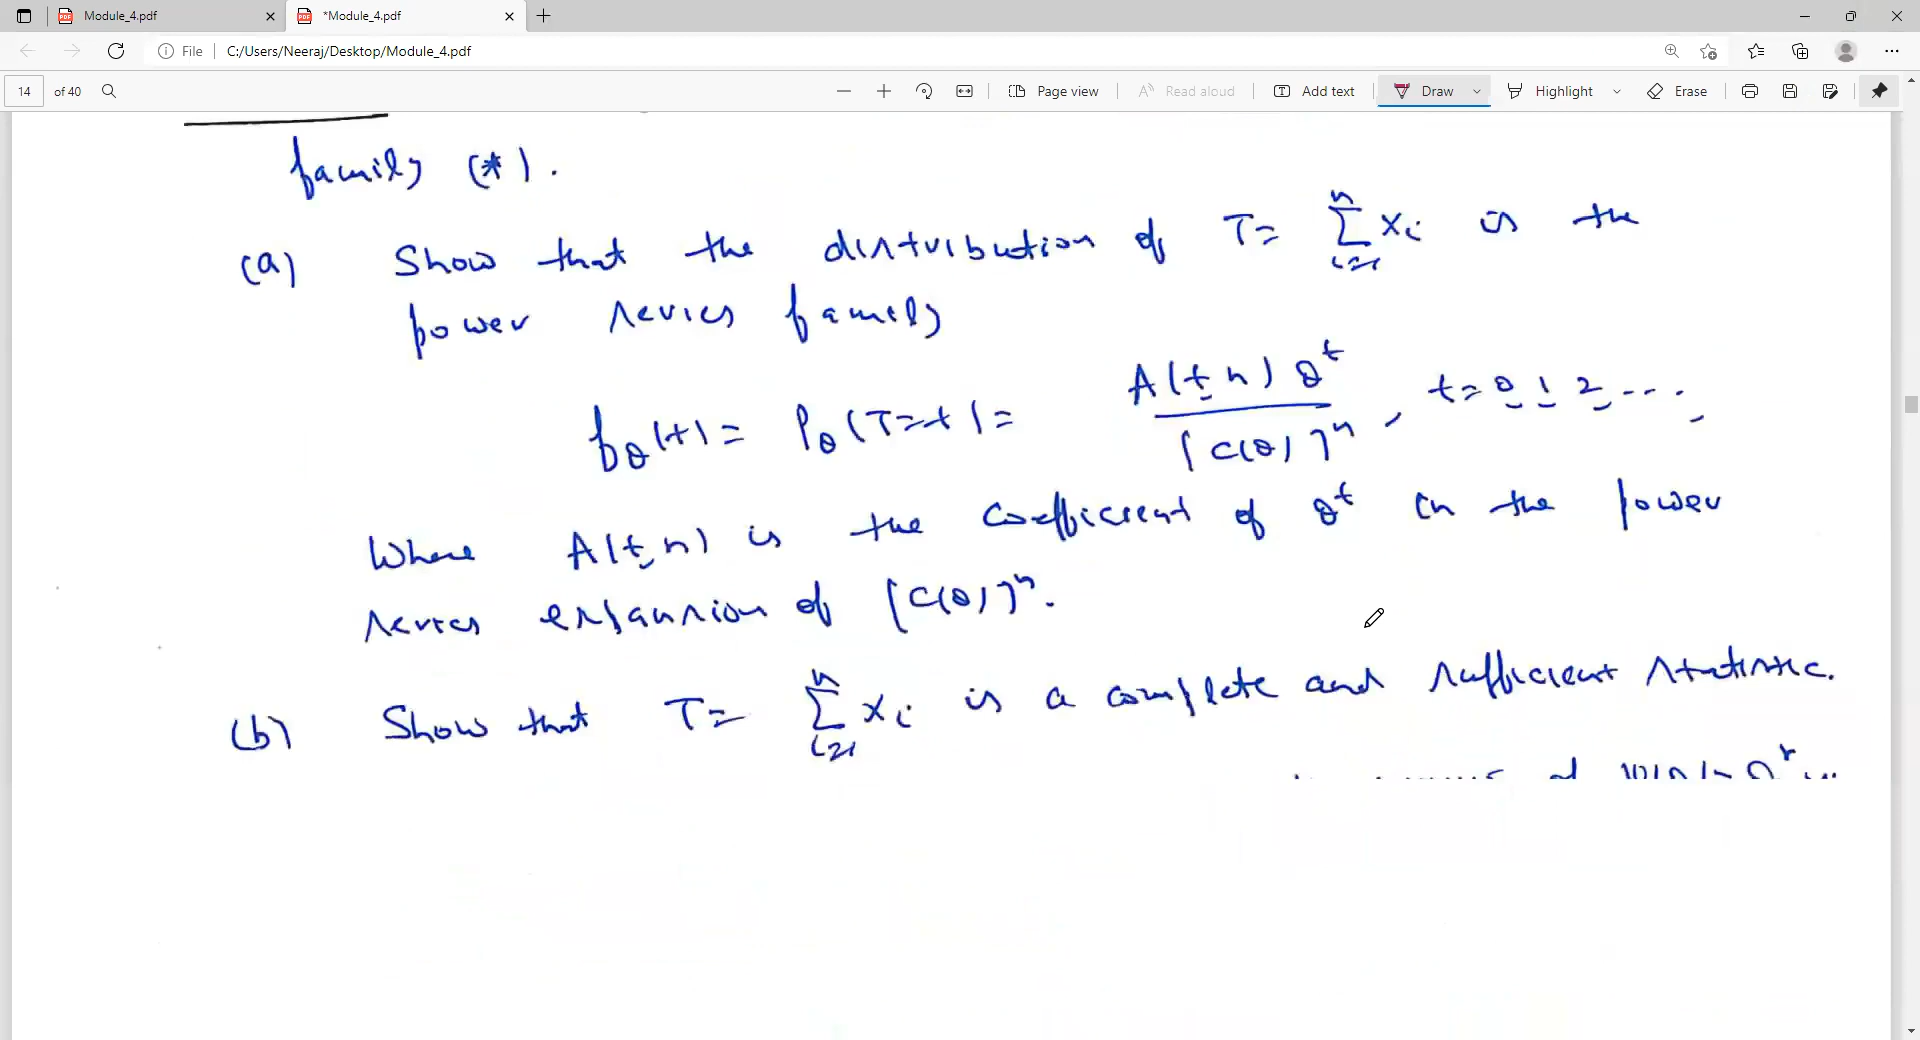 Module_4.pdf
*Module_4.pdf
File
C:/Users/Neeraj/Desktop/Module_4.pdf
14 of 40
Page view
Read aloud
Add text
Draw
Highlight
Erase
family (*).
(a) Show that the distribution of T = ∑_{i=1}^{n} X_i is the
power series family
f_θ(t) = P_θ(T=t) = A(t,n) θ^t / [C(θ)]^n , t = 0, 1, 2, ...,
Where A(t,n) is the coefficient of θ^t in the power
series expansion of [C(θ)]^n.
(b) Show that T = ∑_{i=1}^{n} X_i is a complete and sufficient statistic.